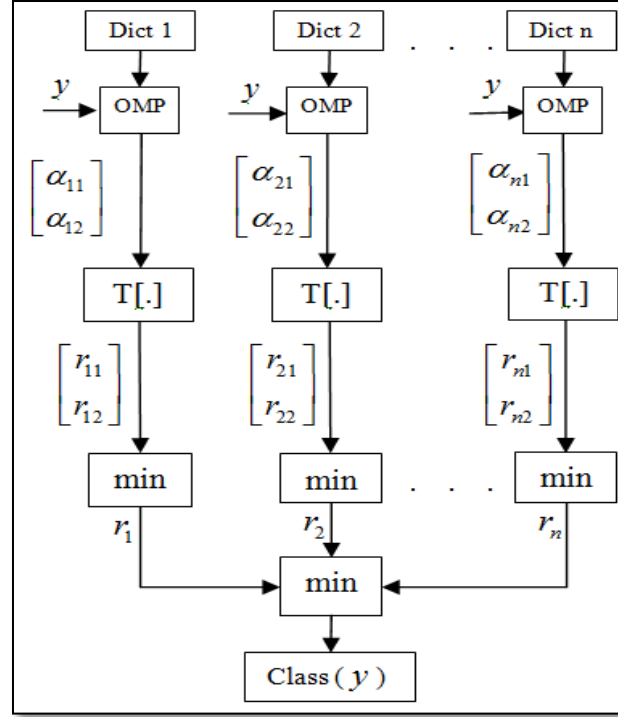 Dict 1 Dict 2 . . . Dict n
y y y
OMP OMP OMP
[α11 α12] [α21 α22] [αn1 αn2]
T[.] T[.] T[.]
[r11 r12] [r21 r22] [rn1 rn2]
min min . . . min
r1 r2 rn
min
Class(y)